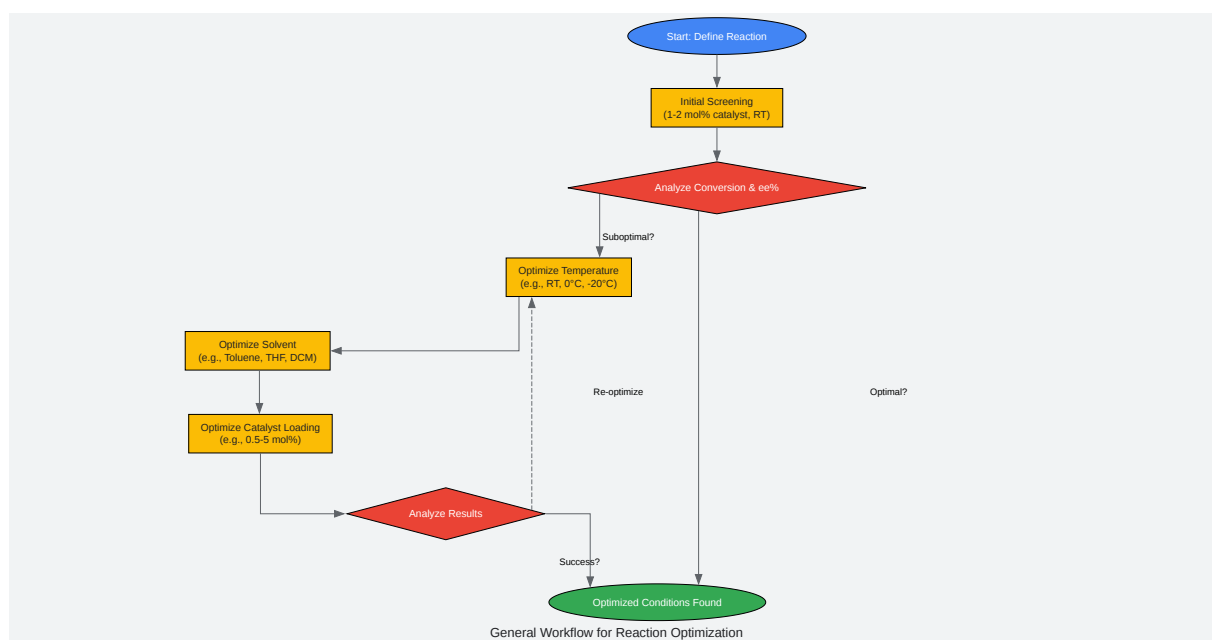 Start: Define Reaction
Initial Screening
(1-2 mol% catalyst, RT)
Analyze Conversion & ee%
Suboptimal?
Optimize Temperature
(e.g., RT, 0°C, -20°C)
Optimize Solvent
(e.g., Toluene, THF, DCM)
Re-optimize
Optimal?
Optimize Catalyst Loading
(e.g., 0.5-5 mol%)
Analyze Results
Success?
Optimized Conditions Found
General Workflow for Reaction Optimization